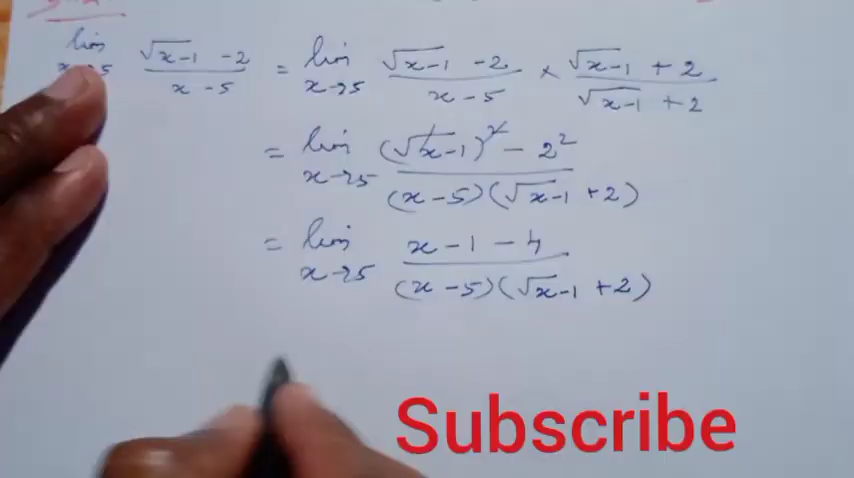 lim x→5 √x-1 -2 / x-5 = lim x→5 √x-1 -2 / x-5 × √x-1 +2 / √x-1 +2
= lim x→5 (√x-1)² - 2² / (x-5)(√x-1 +2)
= lim x→5 x-1-4 / (x-5)(√x-1 +2)
Subscribe